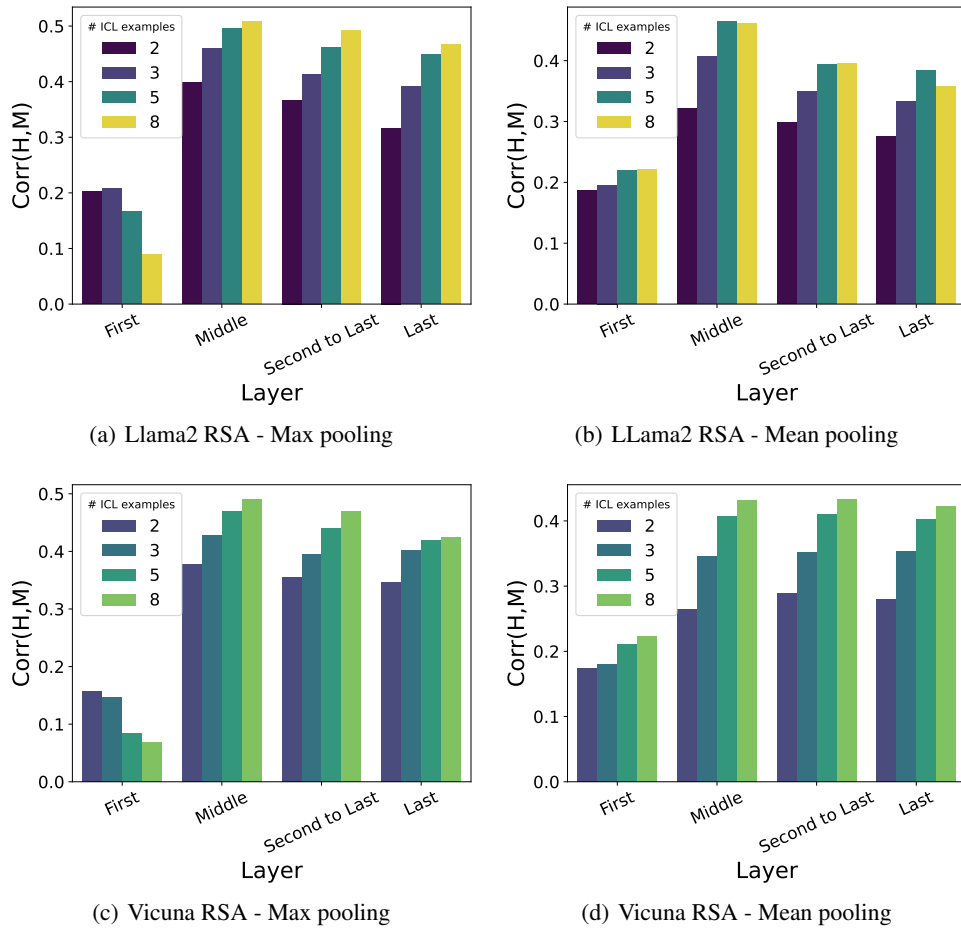 # ICL examples
2
3
5
8
Corr(H,M)
0.5
0.4
0.3
0.2
0.1
0.0
First
Middle
Second to Last
Last
Layer
(a) Llama2 RSA - Max pooling
# ICL examples
2
3
5
8
Corr(H,M)
0.4
0.3
0.2
0.1
0.0
First
Middle
Second to Last
Last
Layer
(b) LLama2 RSA - Mean pooling
# ICL examples
2
3
5
8
Corr(H,M)
0.5
0.4
0.3
0.2
0.1
0.0
First
Middle
Second to Last
Last
Layer
(c) Vicuna RSA - Max pooling
# ICL examples
2
3
5
8
Corr(H,M)
0.4
0.3
0.2
0.1
0.0
First
Middle
Second to Last
Last
Layer
(d) Vicuna RSA - Mean pooling